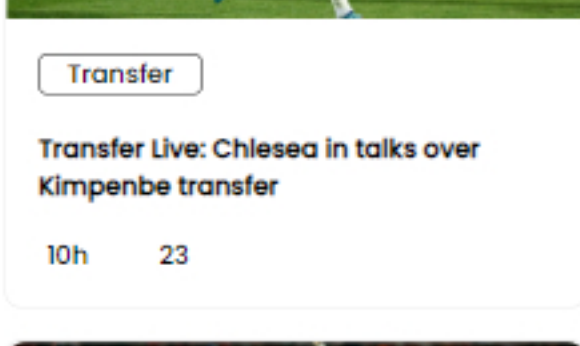 Transfer
Transfer Live: Chlesea in talks over
Kimpenbe transfer
10h 23